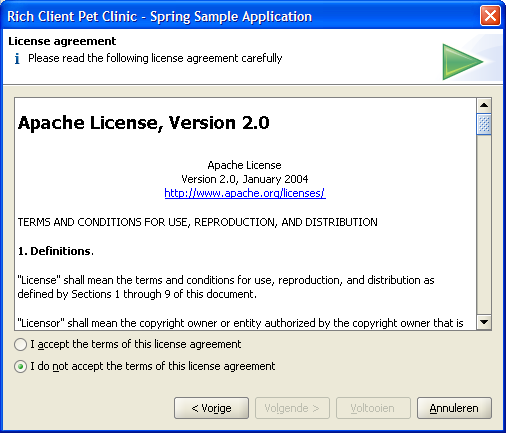 Rich Client Pet Clinic - Spring Sample Application
License agreement
Please read the following license agreement carefully
Apache License, Version 2.0
Apache License
Version 2.0, January 2004
http://www.apache.org/licenses/
TERMS AND CONDITIONS FOR USE, REPRODUCTION, AND DISTRIBUTION
1. Definitions.
"License" shall mean the terms and conditions for use, reproduction, and distribution as
defined by Sections 1 through 9 of this document.
"Licensor" shall mean the copyright owner or entity authorized by the copyright owner that is
I accept the terms of this license agreement
I do not accept the terms of this license agreement
< Vorige Volgende > Voltooien Annuleren